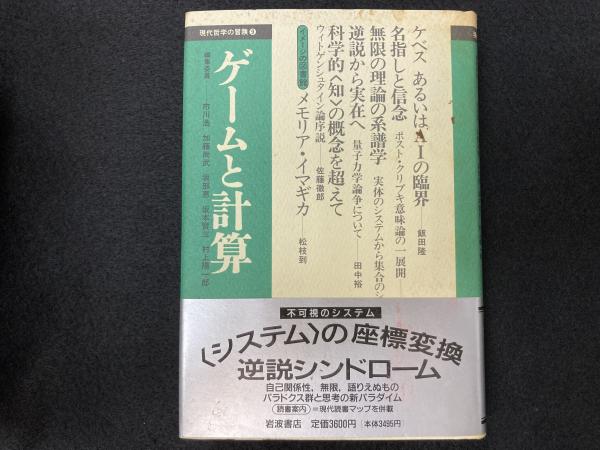 現代哲学の冒険 9
ゲームと計算
編集委員――市川浩 加藤尚武 坂部恵 坂本賢三 村上陽一郎
ケベス あるいはAIの臨界――飯田隆
名指しと信念 ポスト・クリプキ意味論の一展開
無限の理論の系譜学 実体のシステムから集合のシ
逆説から実在へ 量子力学論争について――田中裕
科学的〈知〉の概念を超えて
ウィトゲンシュタイン論序説――佐藤徹郎
イメージの図書館 メモリア・イマギカ――松枝到
不可視のシステム
〈システム〉の座標変換
逆説シンドローム
自己関係性、無限、語りえぬもの
パラドクス群と思考の新パラダイム
読書案内=現代読書マップを併載
岩波書店 定価3600円 [本体3495円]